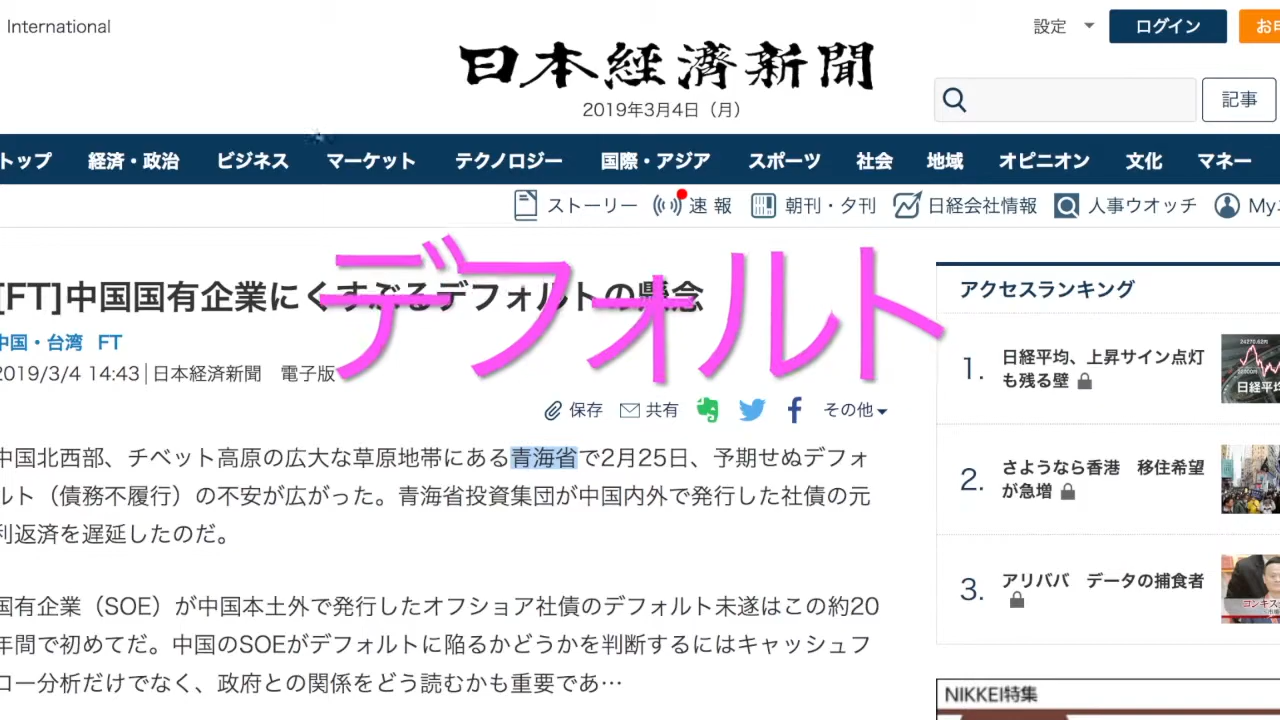 International
設定
ログイン
お申
日本経済新聞
2019年3月4日（月）
記事
トップ 経済・政治 ビジネス マーケット テクノロジー 国際・アジア スポーツ 社会 地域 オピニオン 文化 マネー
ストーリー 速報 朝刊・夕刊 日経会社情報 人事ウオッチ My
デフォルト
[FT]中国国有企業にくすぶるデフォルトの懸念
中国・台湾 FT
2019/3/4 14:43 | 日本経済新聞 電子版
保存 共有 その他
中国北西部、チベット高原の広大な草原地帯にある青海省で2月25日、予期せぬデフォ
ルト（債務不履行）の不安が広がった。青海省投資集団が中国内外で発行した社債の元
利返済を遅延したのだ。
国有企業（SOE）が中国本土外で発行したオフショア社債のデフォルト未遂はこの約20
年間で初めてだ。中国のSOEがデフォルトに陥るかどうかを判断するにはキャッシュフ
ロー分析だけでなく、政府との関係をどう読むかも重要であ…
アクセスランキング
1. 日経平均、上昇サイン点灯
も残る壁
日経平均
2. さようなら香港 移住希望
が急増
3. アリババ データの捕食者
NIKKEI特集